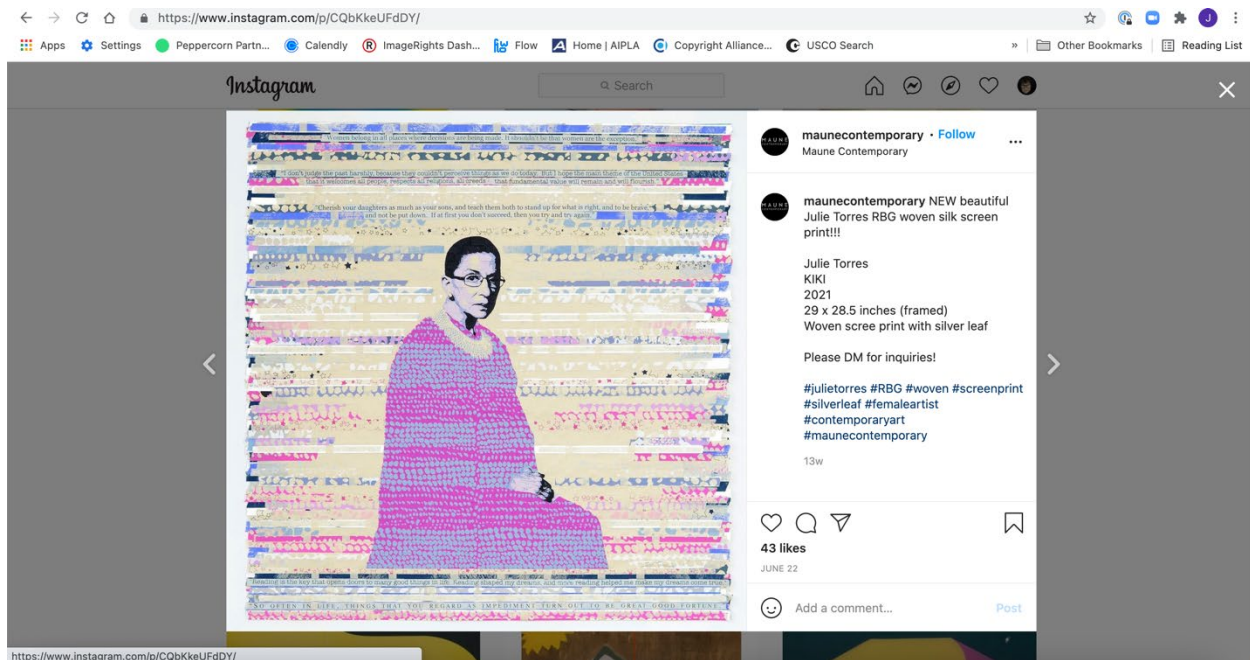 https://www.instagram.com/p/CQbKkeUFdDY/
J
Apps Settings Peppercorn Partn... Calendly ImageRights Dash... Flow Home | AIPLA Copyright Alliance... USCO Search » Other Bookmarks Reading List
Instagram
Search
Women belong in all places where decisions are being made. It shouldn't be that women are the exception."
"I don't judge the past harshly, because they couldn't perceive things as we do today. But I hope the main theme of the United States
that it welcomes all people, respects all religions, all creeds - that fundamental value will remain and will flourish."
"Cherish your daughters as much as your sons, and teach them both to stand up for what is right, and to be brave,
and not be put down. If at first you don't succeed, then you try and try again."
"Reading is the key that opens doors to many good things in life. Reading shaped my dreams, and more reading helped me make my dreams come true."
"SO OFTEN IN LIFE, THINGS THAT YOU REGARD AS IMPEDIMENT TURN OUT TO BE GREAT GOOD FORTUNE."
MAUNE
maunecontemporary • Follow
Maune Contemporary
MAUNE
maunecontemporary NEW beautiful
Julie Torres RBG woven silk screen
print!!!
Julie Torres
KIKI
2021
29 x 28.5 inches (framed)
Woven scree print with silver leaf
Please DM for inquiries!
#julietorres #RBG #woven #screenprint
#silverleaf #femaleartist
#contemporaryart
#maunecontemporary
13w
43 likes
JUNE 22
Add a comment...
Post
https://www.instagram.com/p/CQbKkeUFdDY/